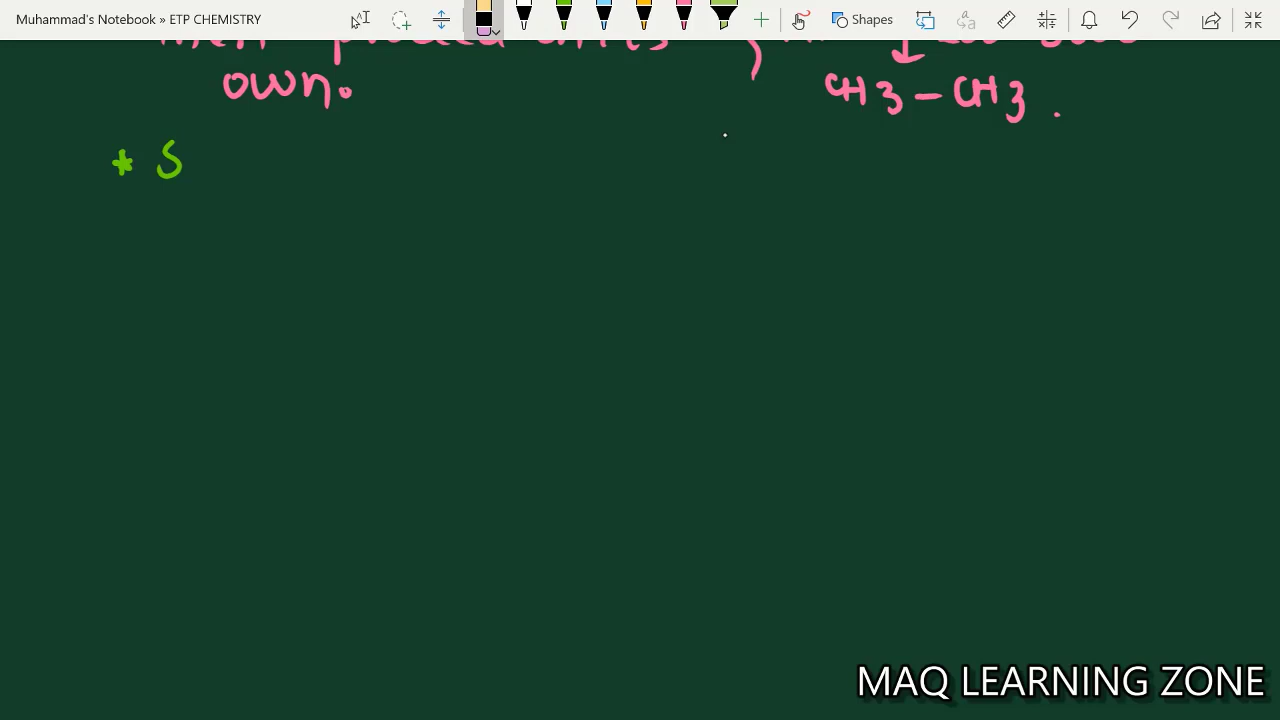 Muhammad's Notebook » ETP CHEMISTRY
Shapes
own.
CH3 – CH3 .
* S
MAQ LEARNING ZONE